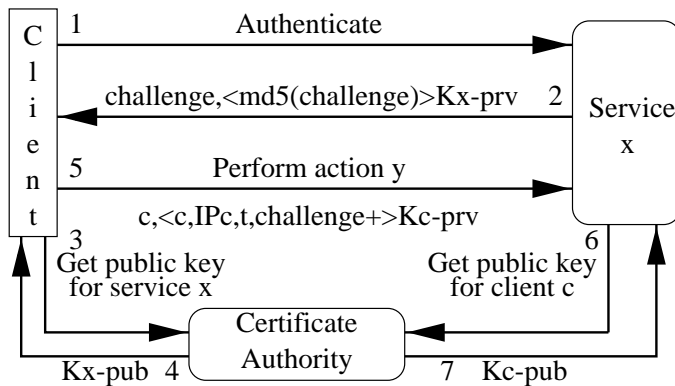 1
Authenticate
Client
challenge,<md5(challenge)>Kx-prv
2
Service
x
5
Perform action y
c,<c,IPc,t,challenge+>Kc-prv
3
6
Get public key
for service x
Get public key
for client c
Certificate
Authority
Kx-pub
4
7
Kc-pub